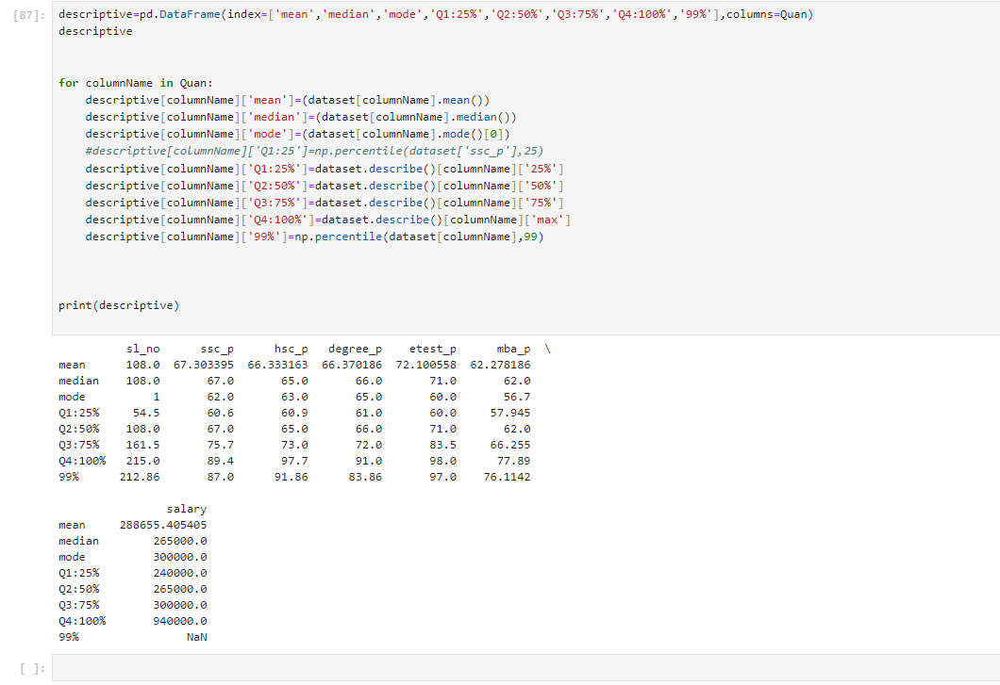 [87]: descriptive=pd.DataFrame(index=['mean','median','mode','Q1:25%','Q2:50%','Q3:75%','Q4:100%','99%'],columns=Quan)
descriptive
for columnName in Quan:
    descriptive[columnName]['mean']=(dataset[columnName].mean())
    descriptive[columnName]['median']=(dataset[columnName].median())
    descriptive[columnName]['mode']=(dataset[columnName].mode()[0])
    #descriptive[columnName]['Q1:25']=np.percentile(dataset['ssc_p'],25)
    descriptive[columnName]['Q1:25%']=dataset.describe()[columnName]['25%']
    descriptive[columnName]['Q2:50%']=dataset.describe()[columnName]['50%']
    descriptive[columnName]['Q3:75%']=dataset.describe()[columnName]['75%']
    descriptive[columnName]['Q4:100%']=dataset.describe()[columnName]['max']
    descriptive[columnName]['99%']=np.percentile(dataset[columnName],99)
print(descriptive)
sl_no ssc_p hsc_p degree_p etest_p mba_p \
mean 108.0 67.303395 66.333163 66.370186 72.100558 62.278186
median 108.0 67.0 65.0 66.0 71.0 62.0
mode 1 62.0 63.0 65.0 60.0 56.7
Q1:25% 54.5 60.6 60.9 61.0 60.0 57.945
Q2:50% 108.0 67.0 65.0 66.0 71.0 62.0
Q3:75% 161.5 75.7 73.0 72.0 83.5 66.255
Q4:100% 215.0 89.4 97.7 91.0 98.0 77.89
99% 212.86 87.0 91.86 83.86 97.0 76.1142
salary
mean 288655.405405
median 265000.0
mode 300000.0
Q1:25% 240000.0
Q2:50% 265000.0
Q3:75% 300000.0
Q4:100% 940000.0
99% NaN
[ ]: